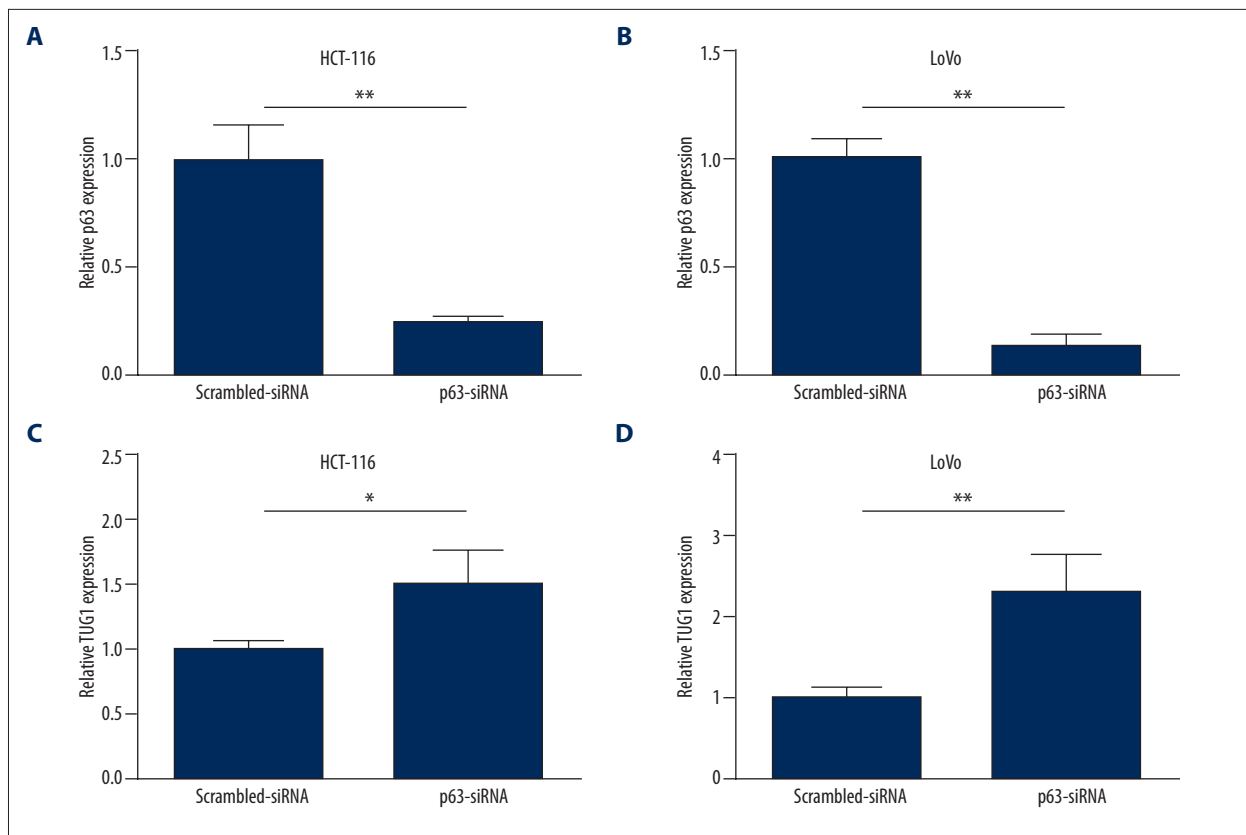 A
HCT-116
**
1.5
1.0
0.5
0.0
Relative p63 expression
Scrambled-siRNA
p63-siRNA
B
LoVo
**
1.5
1.0
0.5
0.0
Relative p63 expression
Scrambled-siRNA
p63-siRNA
C
HCT-116
*
2.5
2.0
1.5
1.0
0.5
0.0
Relative TUG1 expression
Scrambled-siRNA
p63-siRNA
D
LoVo
**
4
3
2
1
0
Relative TUG1 expression
Scrambled-siRNA
p63-siRNA